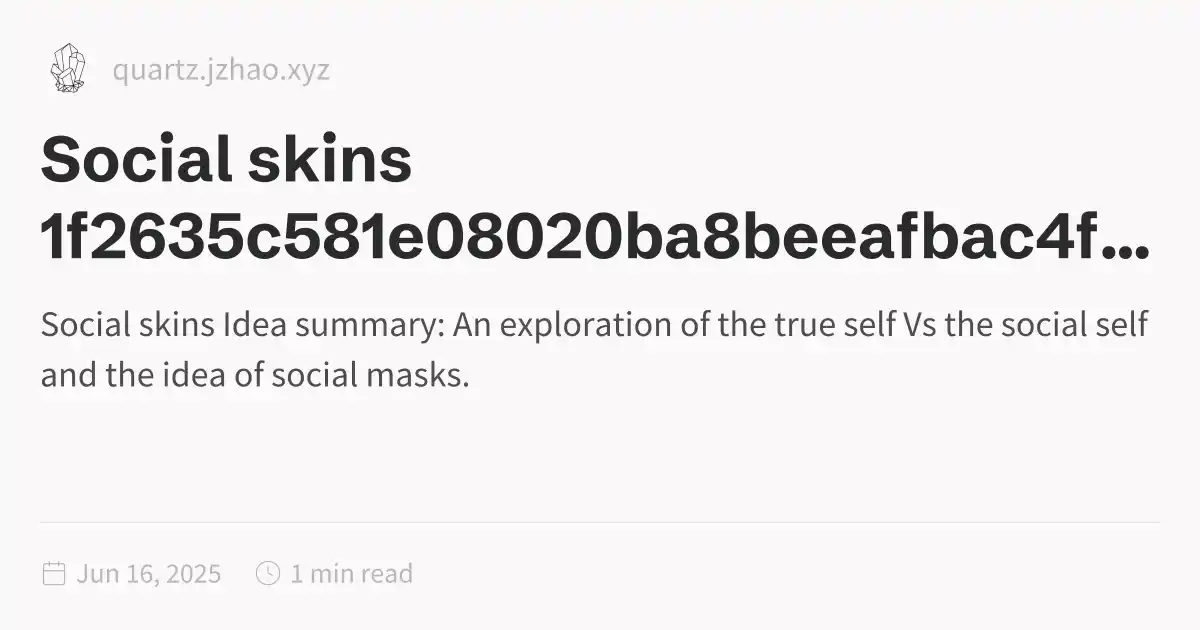 quartz.jzhao.xyz
Social skins
1f2635c581e08020ba8beeafbac4f...
Social skins Idea summary: An exploration of the true self Vs the social self
and the idea of social masks.
Jun 16, 2025 1 min read